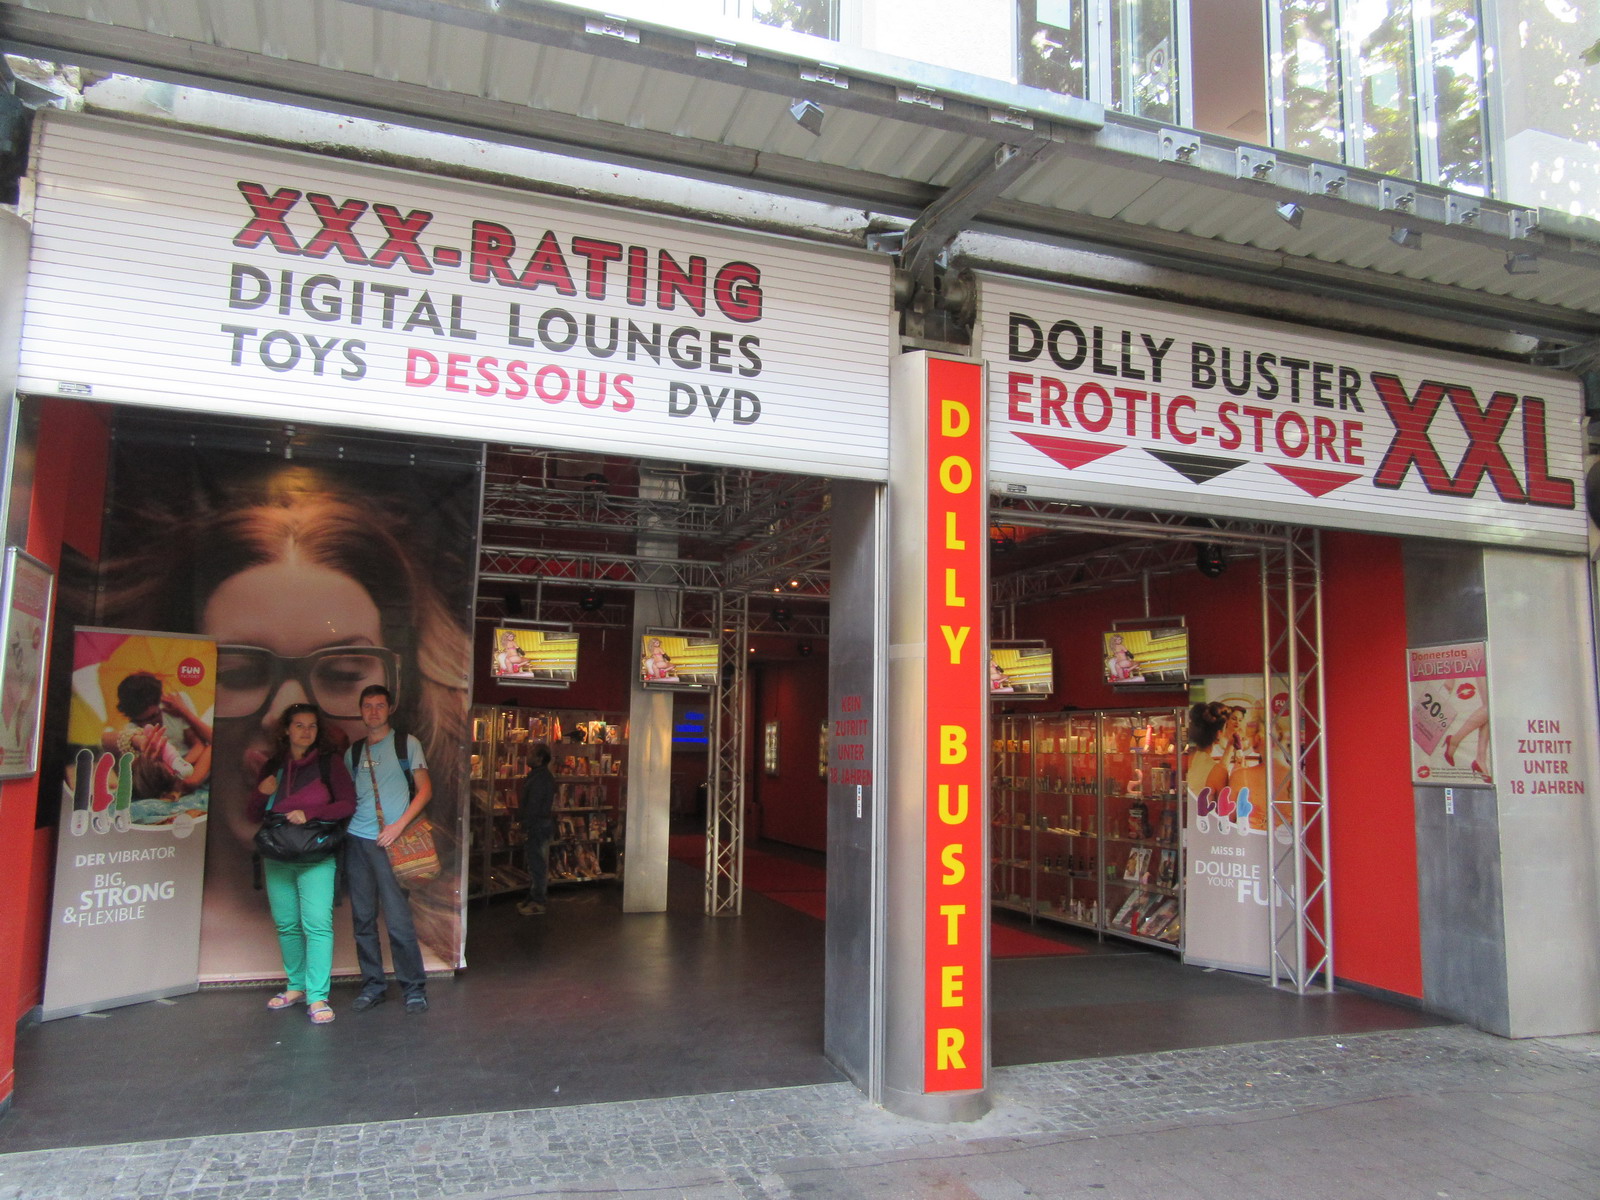 XXX-RATING
DIGITAL LOUNGES
TOYS DESSOUS DVD
DOLLY BUSTER
EROTIC-STORE
XXL
DOLLY BUSTER
FUN
DER VIBRATOR
BIG,
STRONG
& FLEXIBLE
KEIN
ZUTRITT
UNTER
18 JAHREN
MiSS Bi
DOUBLE
YOUR FUN
Donnerstag
LADIES' DAY
20%
KEIN
ZUTRITT
UNTER
18 JAHREN